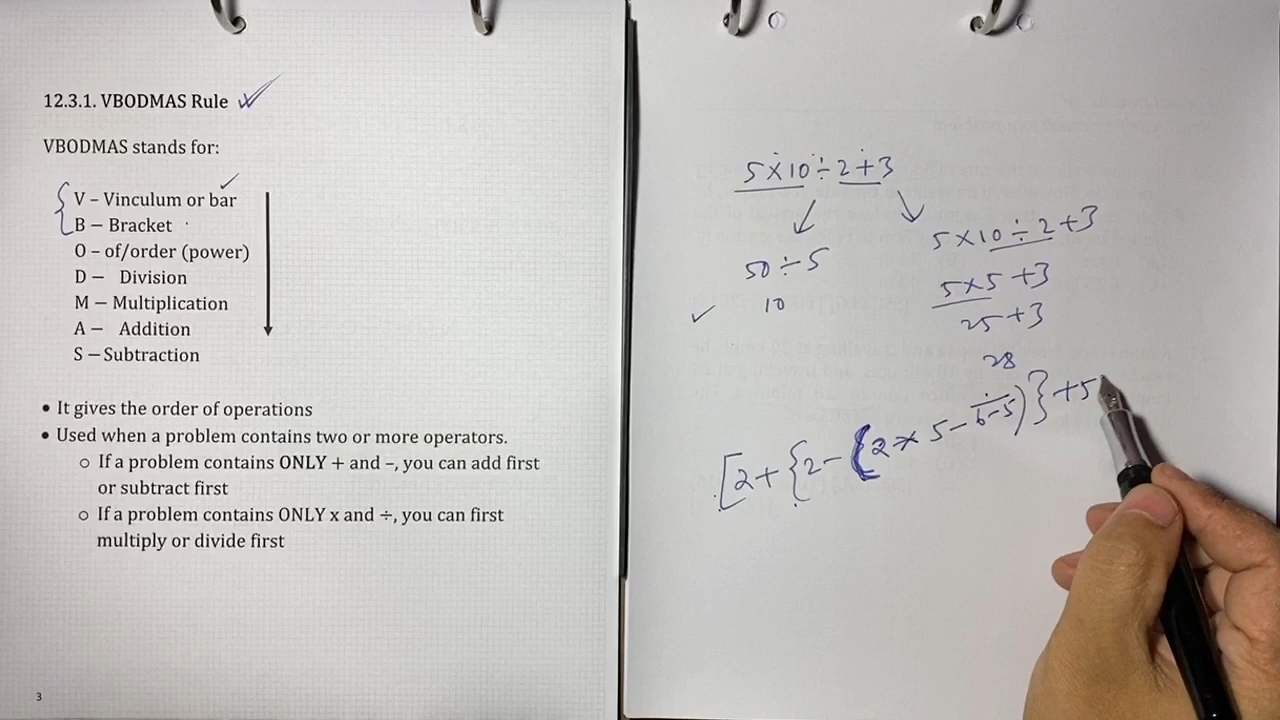 12.3.1. VBODMAS Rule
VBODMAS stands for:
V – Vinculum or bar
B – Bracket
O – of/order (power)
D – Division
M – Multiplication
A – Addition
S – Subtraction
• It gives the order of operations
• Used when a problem contains two or more operators.
o If a problem contains ONLY + and –, you can add first
or subtract first
o If a problem contains ONLY x and ÷, you can first
multiply or divide first
3
5×10÷2+3
50÷5
10
5×10÷2+3
5×5+3
25+3
28
[2+{2-(2×5-6-5)}+5